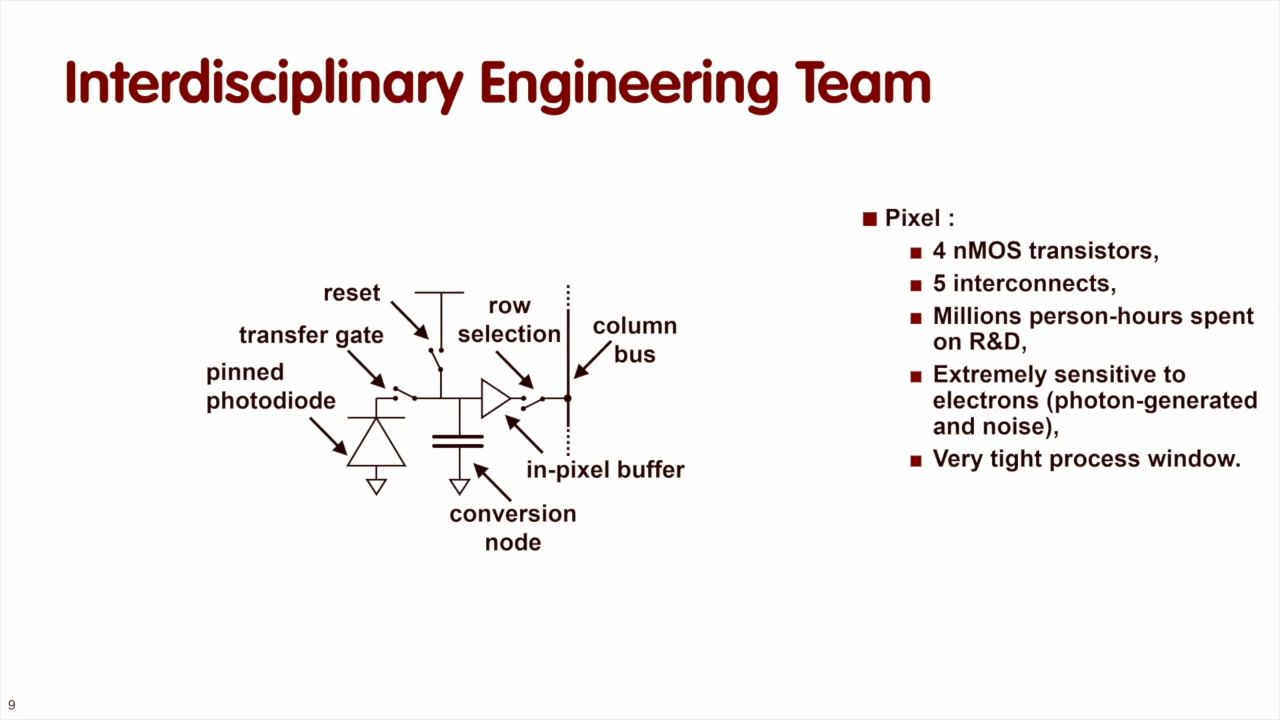 Interdisciplinary Engineering Team
reset
row
selection
column
bus
transfer gate
pinned
photodiode
in-pixel buffer
conversion
node
Pixel :
4 nMOS transistors,
5 interconnects,
Millions person-hours spent
on R&D,
Extremely sensitive to
electrons (photon-generated
and noise),
Very tight process window.
9